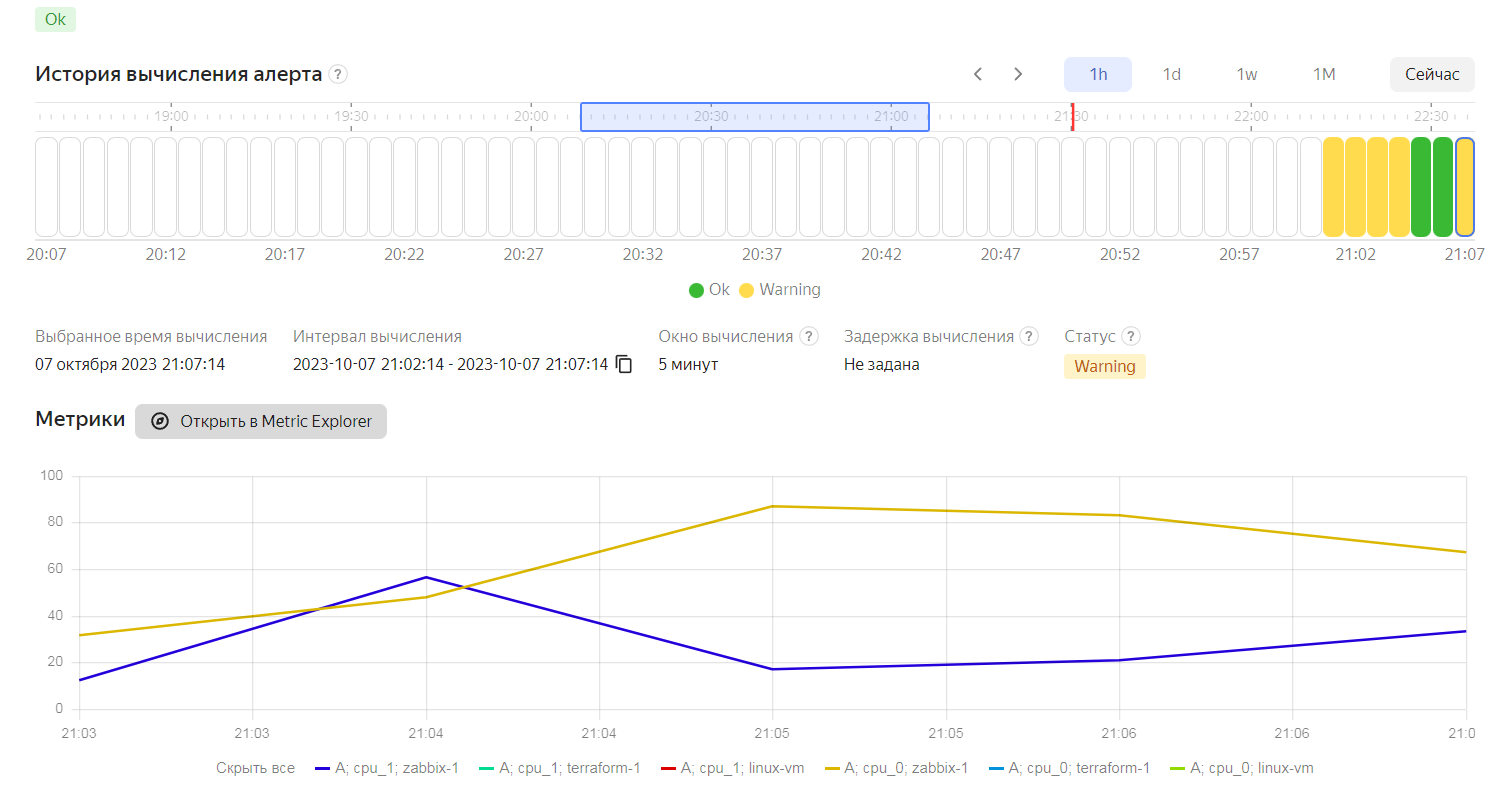 Ok
История вычисления алерта ?
1h 1d 1w 1M Сейчас
19:00 19:30 20:00 20:30 21:00 21:30 22:00 22:30
20:07 20:12 20:17 20:22 20:27 20:32 20:37 20:42 20:47 20:52 20:57 21:02 21:07
Ok Warning
Выбранное время вычисления Интервал вычисления Окно вычисления ? Задержка вычисления ? Статус ?
07 октября 2023 21:07:14 2023-10-07 21:02:14 - 2023-10-07 21:07:14 5 минут Не задана Warning
Метрики Открыть в Metric Explorer
100
80
60
40
20
0
21:03 21:03 21:04 21:04 21:05 21:05 21:06 21:06 21:0
Скрыть все A; cpu_1; zabbix-1 A; cpu_1; terraform-1 A; cpu_1; linux-vm A; cpu_0; zabbix-1 A; cpu_0; terraform-1 A; cpu_0; linux-vm